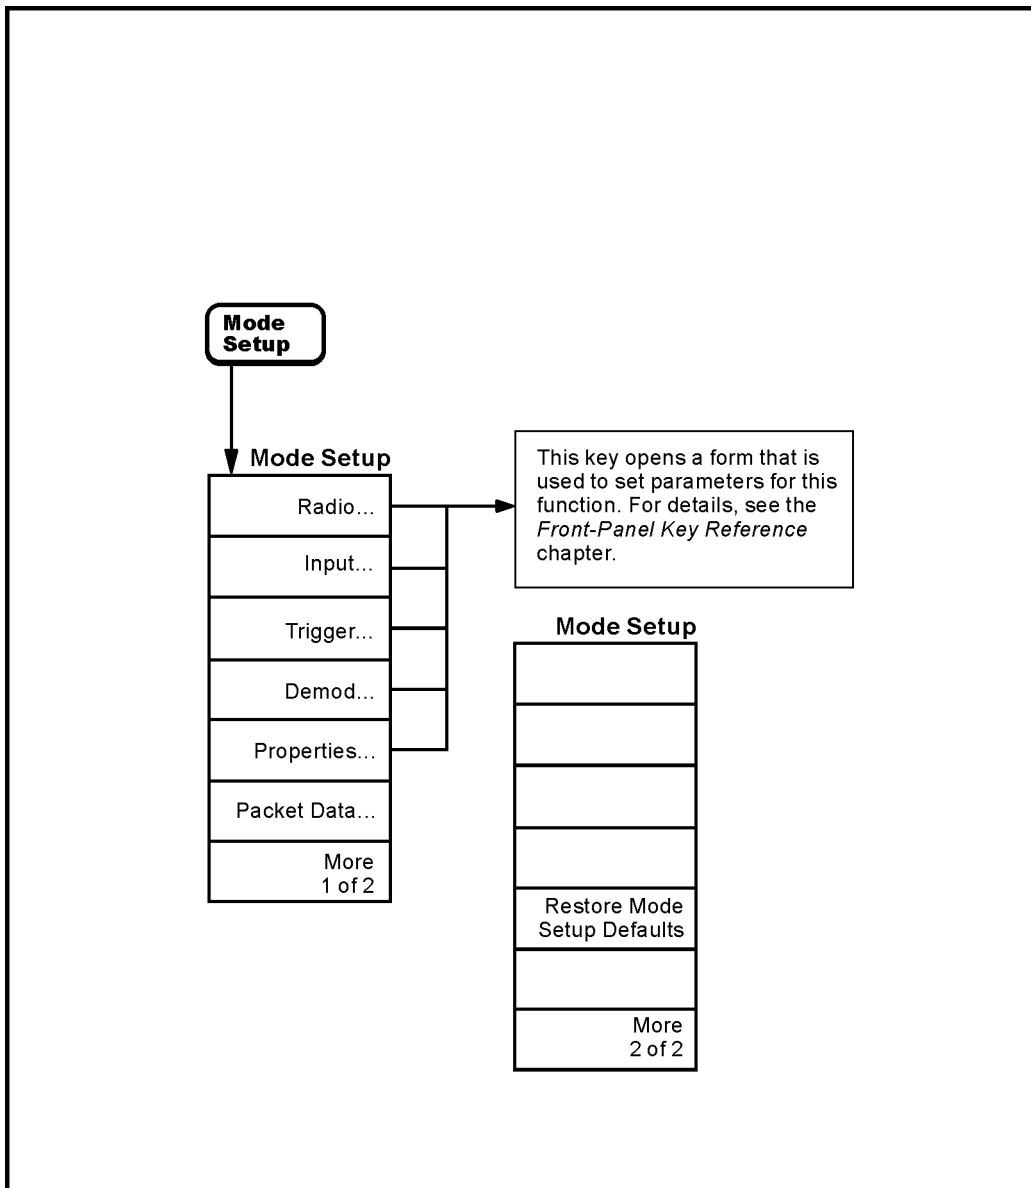 Mode
Setup
Mode Setup
Radio...
Input...
Trigger...
Demod...
Properties...
Packet Data...
More
1 of 2
This key opens a form that is
used to set parameters for this
function. For details, see the
Front-Panel Key Reference
chapter.
Mode Setup
Restore Mode
Setup Defaults
More
2 of 2